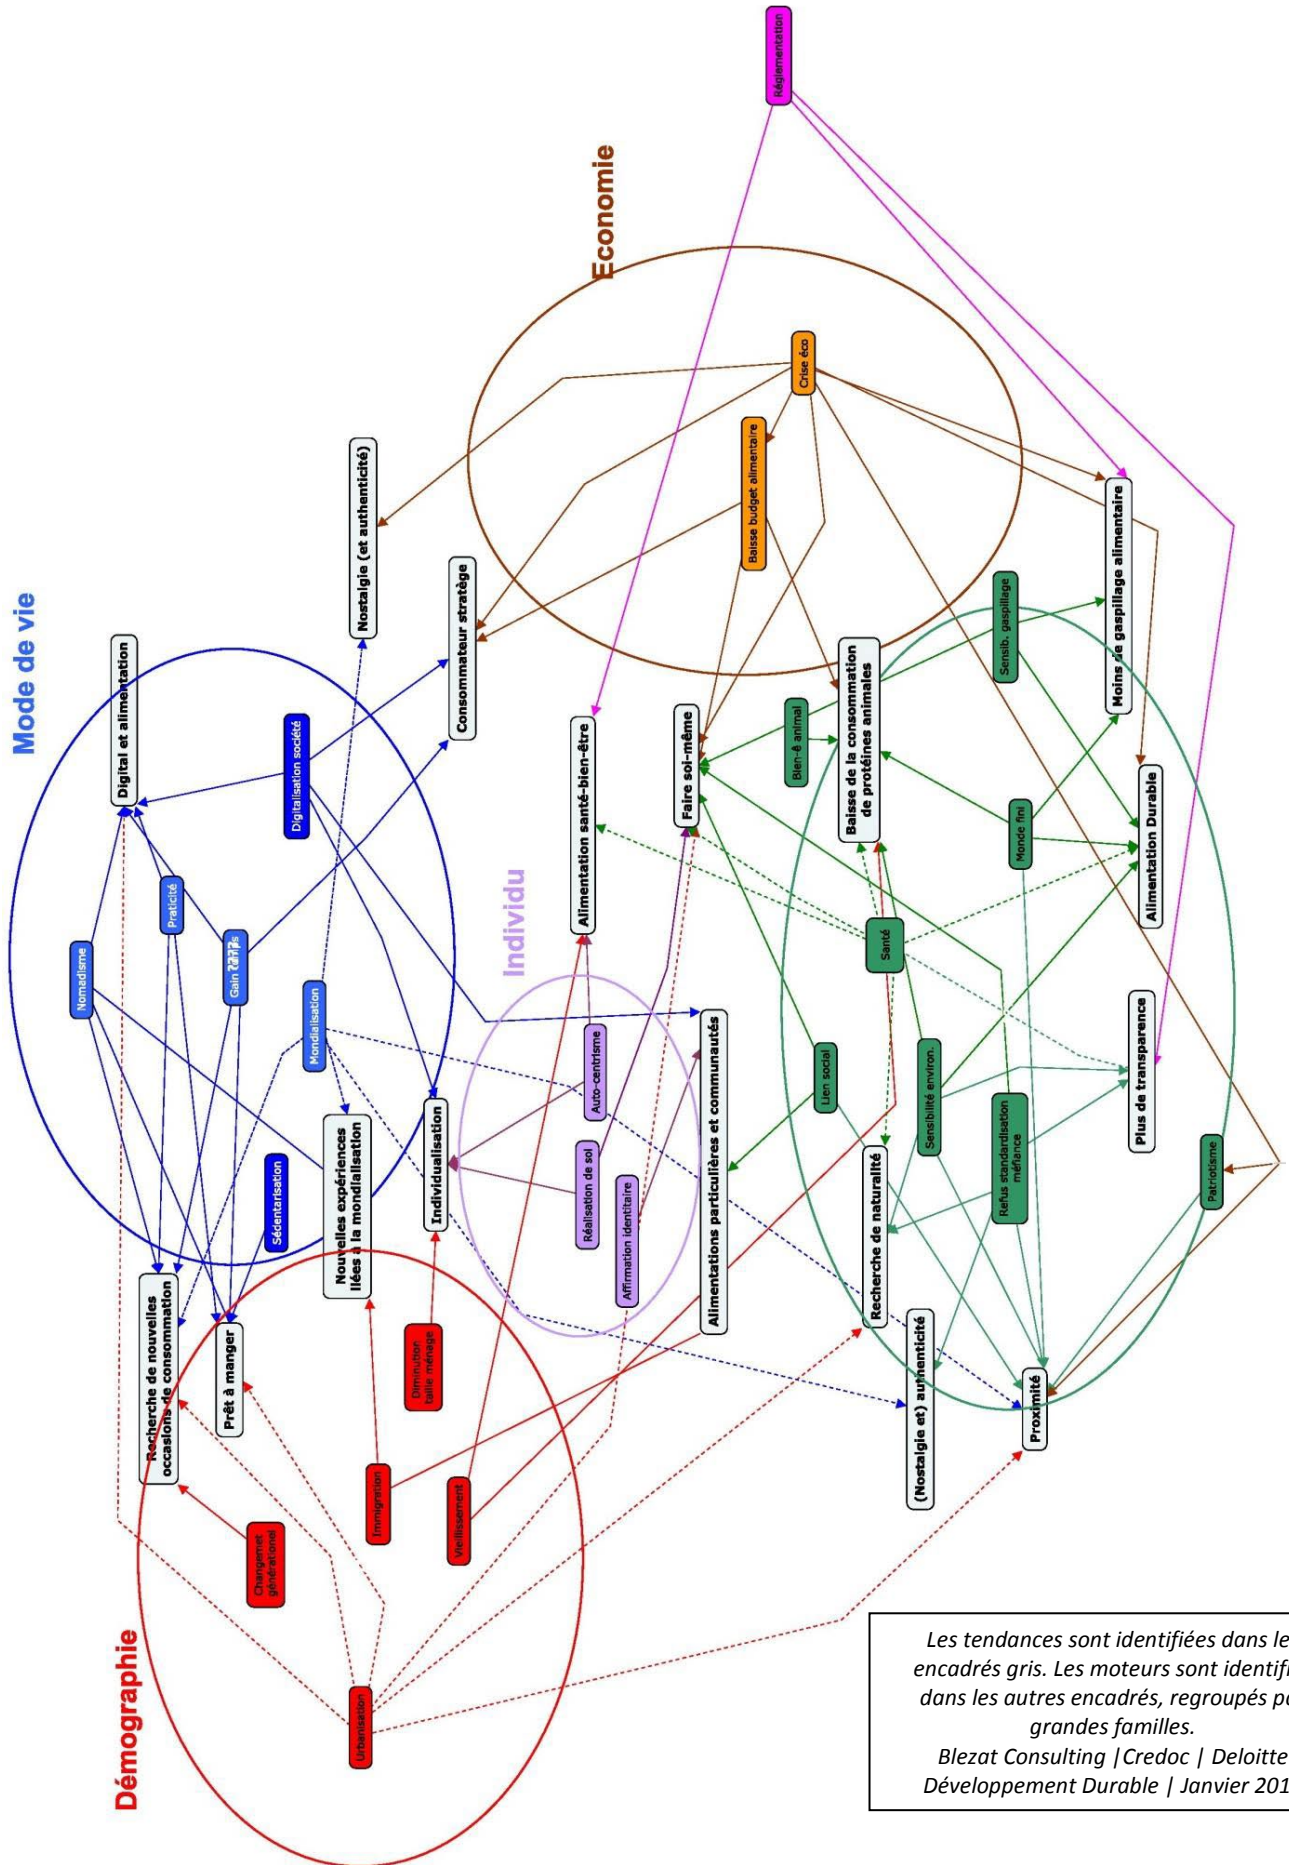 Démographie
Mode de vie
Individu
Economie
Urbanisation
Changemet
générationel
Immigration
Vieillissement
Diminution
taille ménage
Recherche de nouvelles
occasions de consommation
Prêt à manger
Sédentarisation
Nouvelles expériences
liées à la mondialisation
Individualisation
Nomadisme
Praticité
Gain
Mondialisation
Digitalisation société
Digital et alimentation
Nostalgie (et authenticité)
Consommateur stratège
Réalisation de soi
Auto-centrisme
Affirmation identitaire
Alimentations particulières et communautés
Alimentation santé-bien-être
Faire soi-même
Baisse budget alimentaire
Crise éco
Réglementation
Lien social
Bien-ê animal
Baisse de la consommation
de protéines animales
Recherche de naturalité
Santé
(Nostalgie et) authenticité
Sensibilité environ.
Refus standardisation
méfiance
Monde fini
Sensib. gaspillage
Proximité
Moins de gaspillage alimentaire
Plus de transparence
Alimentation Durable
Patriotisme
Les tendances sont identifiées dans le
encadrés gris. Les moteurs sont identifi
dans les autres encadrés, regroupés pa
grandes familles.
Blezat Consulting |Credoc | Deloitte
Développement Durable | Janvier 201